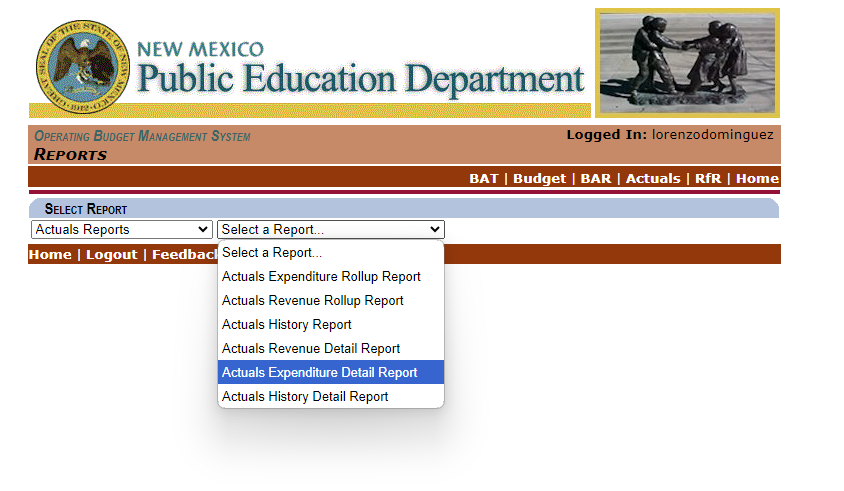 GREAT SEAL OF THE STATE OF NEW MEXICO
1912
NEW MEXICO
Public Education Department
OPERATING BUDGET MANAGEMENT SYSTEM
Logged In: lorenzodominguez
REPORTS
BAT | Budget | BAR | Actuals | RfR | Home
SELECT REPORT
Actuals Reports
Select a Report...
Home | Logout | Feedback
Select a Report...
Actuals Expenditure Rollup Report
Actuals Revenue Rollup Report
Actuals History Report
Actuals Revenue Detail Report
Actuals Expenditure Detail Report
Actuals History Detail Report